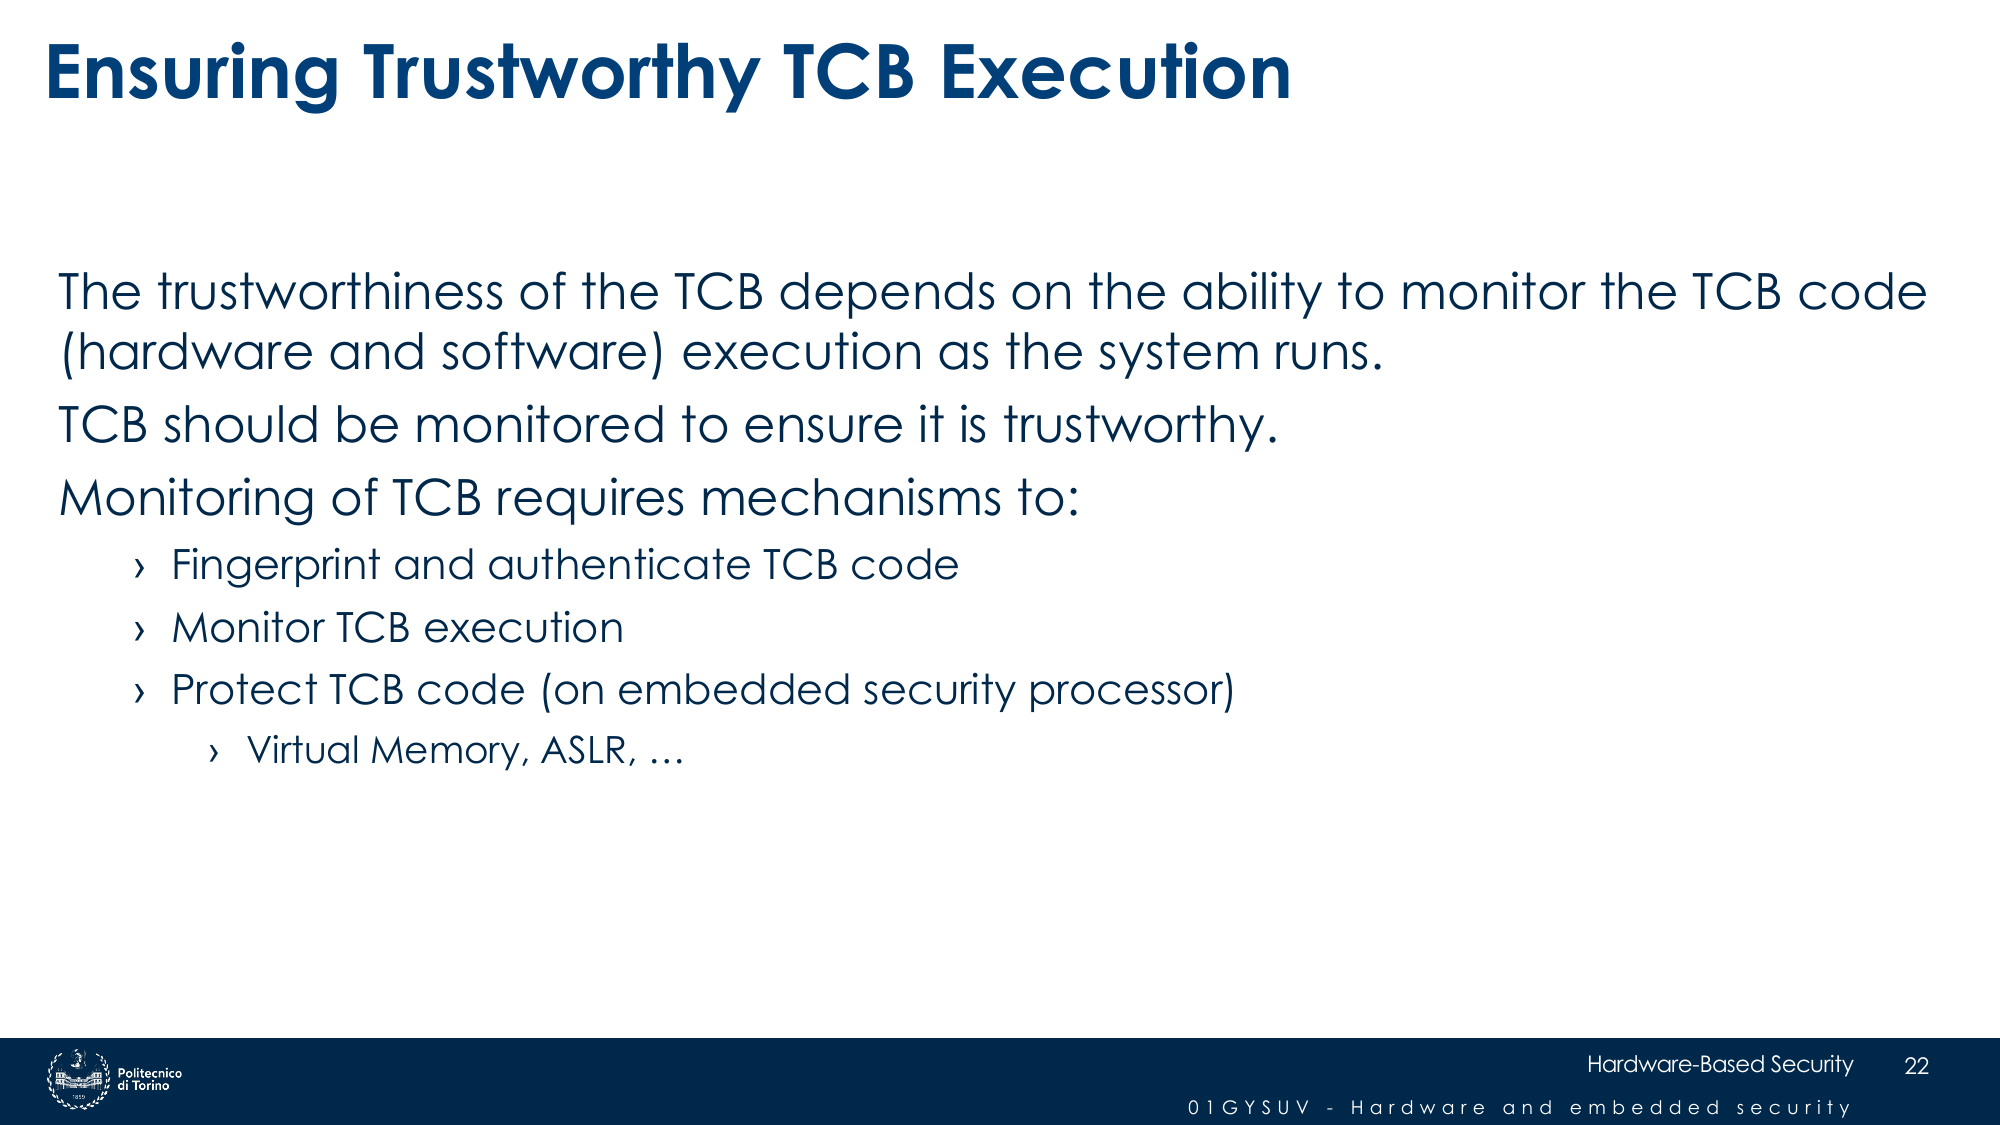 Ensuring Trustworthy TCB Execution
The trustworthiness of the TCB depends on the ability to monitor the TCB code
(hardware and software) execution as the system runs.
TCB should be monitored to ensure it is trustworthy.
Monitoring of TCB requires mechanisms to:
› Fingerprint and authenticate TCB code
› Monitor TCB execution
› Protect TCB code (on embedded security processor)
› Virtual Memory, ASLR, …
1859
Politecnico
di Torino
Hardware-Based Security
22
01GYSUV - Hardware and embedded security